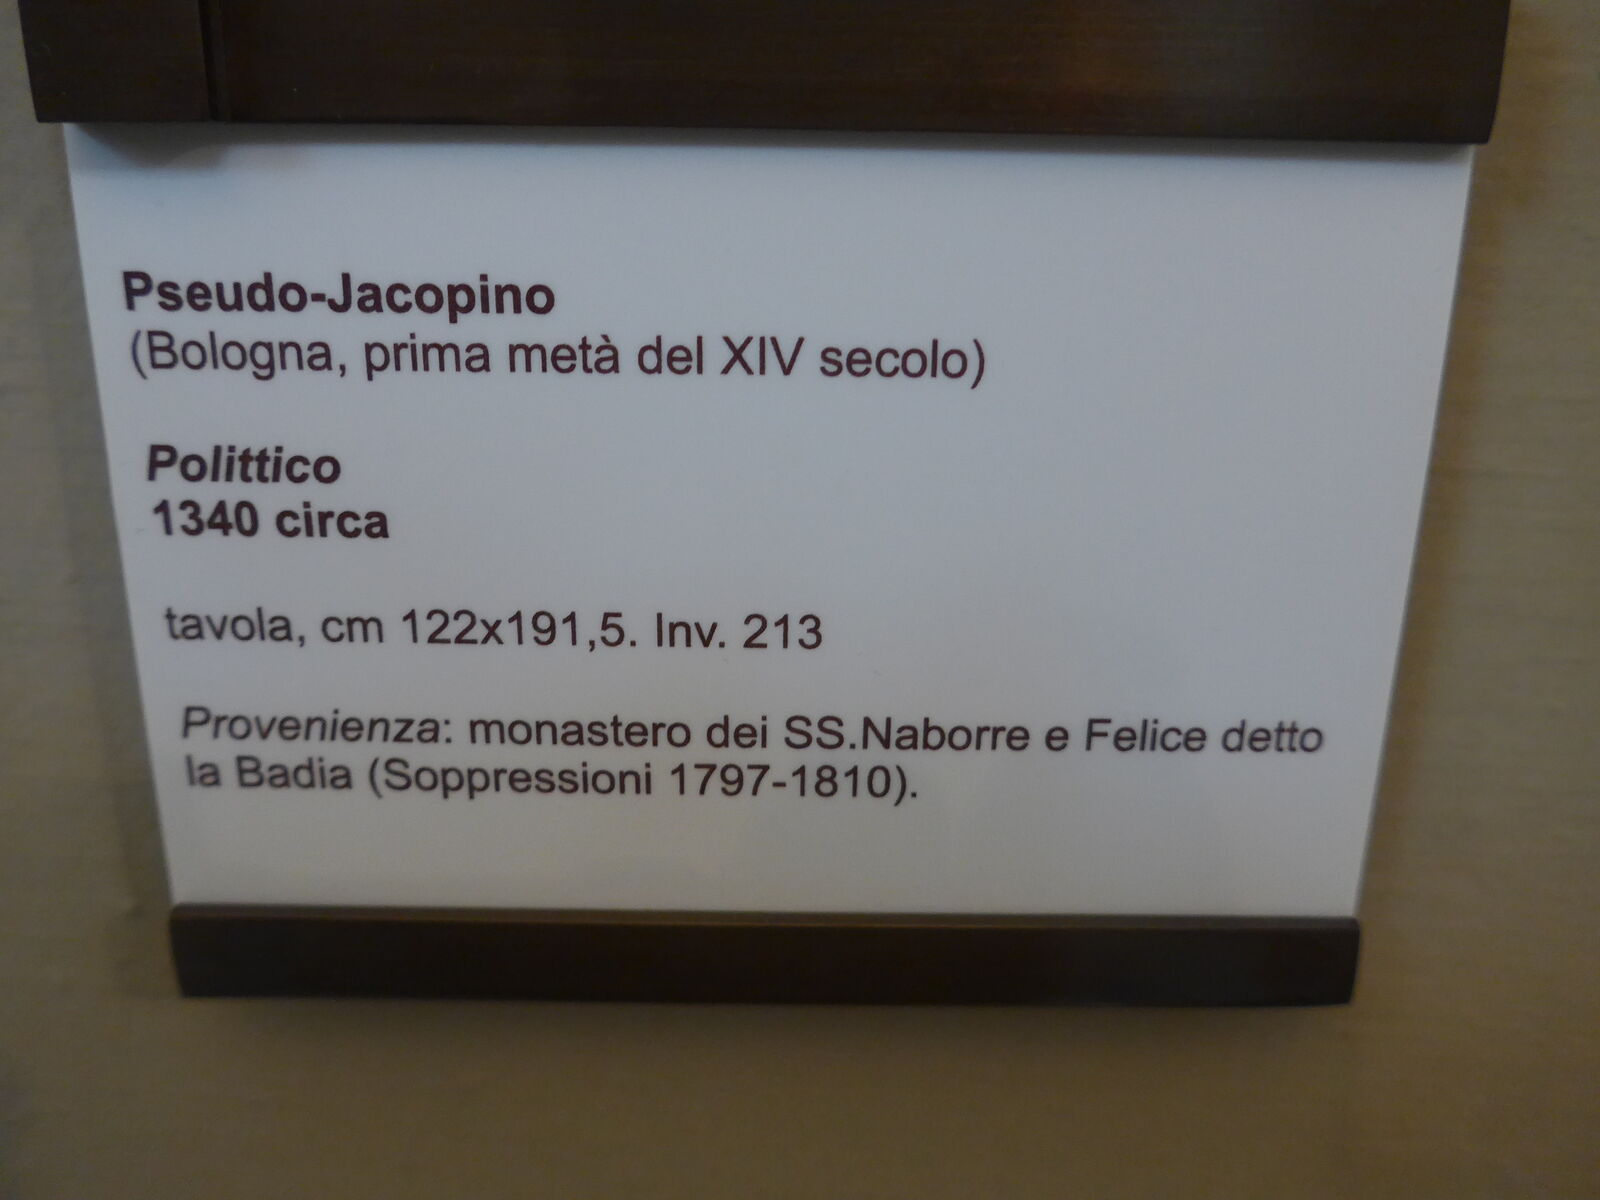 Pseudo-Jacopino
(Bologna, prima metà del XIV secolo)
Polittico
1340 circa
tavola, cm 122x191,5. Inv. 213
Provenienza: monastero dei SS.Naborre e Felice detto
la Badia (Soppressioni 1797-1810).